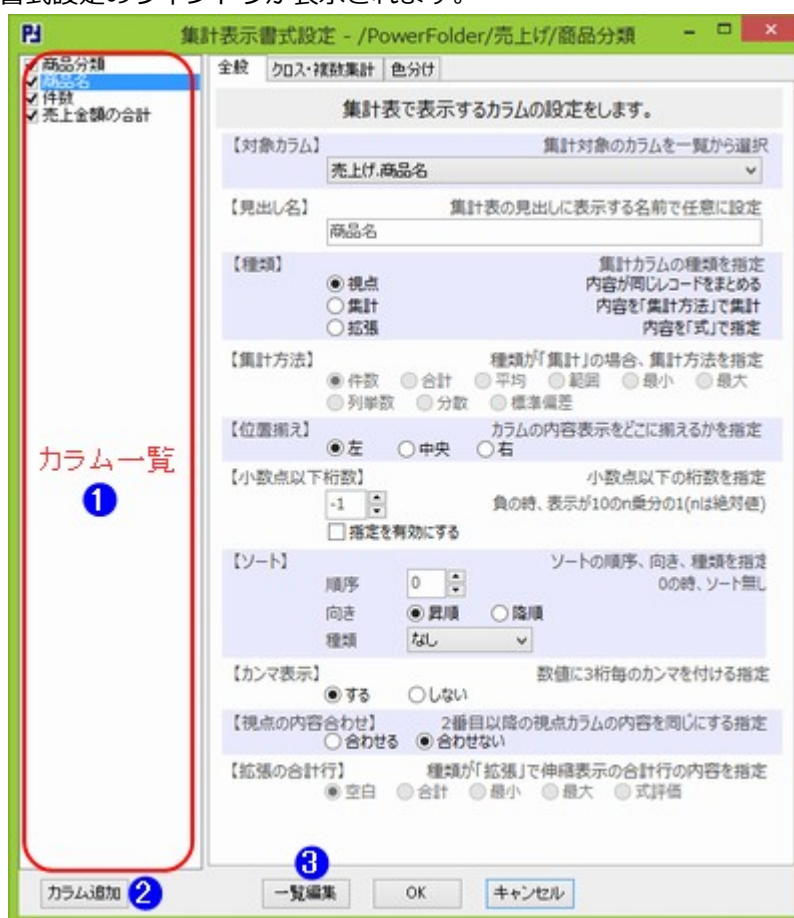 書式設定のウインドウが表示されます。
集計表示書式設定 - /PowerFolder/売上げ/商品分類
商品分類
商品名
件数
売上金額の合計
カラム一覧
1
全般 クロス・複数集計 色分け
集計表で表示するカラムの設定をします。
【対象カラム】 集計対象のカラムを一覧から選択
売上げ.商品名
【見出し名】 集計表の見出しに表示する名前で任意に設定
商品名
【種類】 集計カラムの種類を指定
視点 内容が同じレコードをまとめる
集計 内容を「集計方法」で集計
拡張 内容を「式」で指定
【集計方法】 種類が「集計」の場合、集計方法を指定
件数 合計 平均 範囲 最小 最大
列挙数 分散 標準偏差
【位置揃え】 カラムの内容表示をどこに揃えるかを指定
左 中央 右
【小数点以下桁数】 小数点以下の桁数を指定
-1 負の時、表示が10のn乗分の1(nは絶対値)
指定を有効にする
【ソート】 ソートの順序、向き、種類を指定
順序 0 0の時、ソート無し
向き 昇順 降順
種類 なし
【カンマ表示】 数値に3桁毎のカンマを付ける指定
する しない
【視点の内容合わせ】 2番目以降の視点カラムの内容を同じにする指定
合わせる 合わせない
【拡張の合計行】 種類が「拡張」で伸縮表示の合計行の内容を指定
空白 合計 最小 最大 式評価
3
カラム追加 2 一覧編集 OK キャンセル